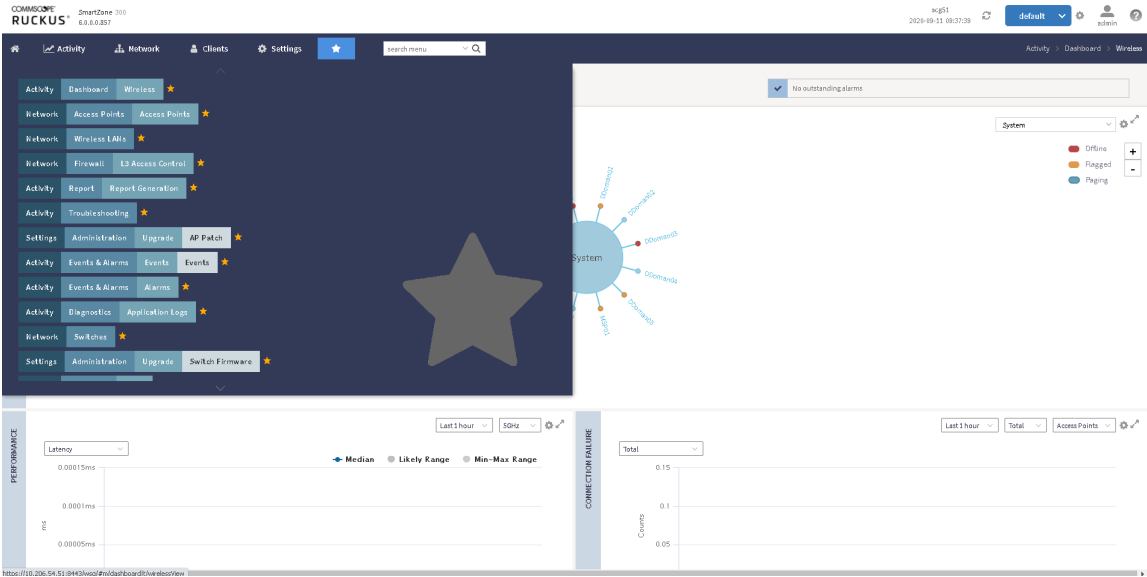 COMMSCOPE
RUCKUS®
SmartZone 300
6.0.0.0.857
acg51
2020-09-11 09:37:39
default
admin
Activity
Network
Clients
Settings
search menu
Activity > Dashboard > Wireless
Activity Dashboard Wireless
Network Access Points Access Points
Network Wireless LANs
Network Firewall L3 Access Control
Activity Report Report Generation
Activity Troubleshooting
Settings Administration Upgrade AP Patch
Activity Events & Alarms Events Events
Activity Events & Alarms Alarms
Activity Diagnostics Application Logs
Network Switches
Settings Administration Upgrade Switch Firmware
No outstanding alarms
System
Offline
Flagged
Paging
+
-
System
DDoman02
DDoman03
DDoman04
MSP01
PERFORMANCE
Last 1 hour
5GHz
Latency
Median
Likely Range
Min-Max Range
0.00015ms
0.0001ms
0.00005ms
ms
CONNECTION FAILURE
Last 1 hour
Total
Access Points
Total
0.15
0.1
0.05
Counts
https://10.206.54.51:8443/wsg/#m/dashboardlt/wirelessView